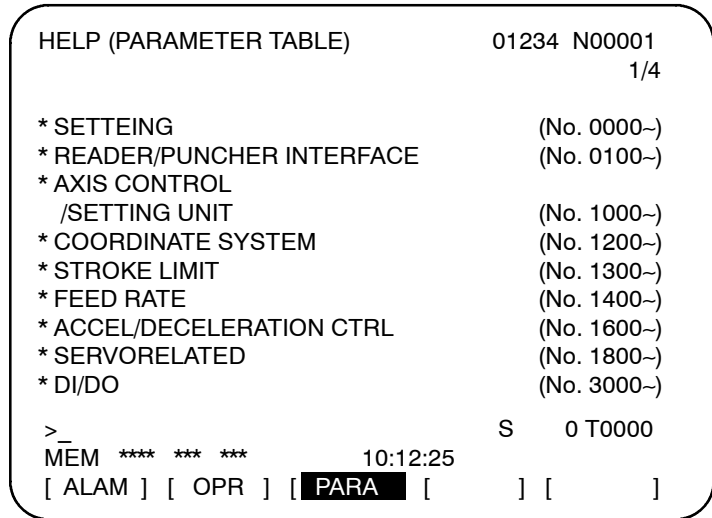 HELP (PARAMETER TABLE) 01234 N00001
1/4
* SETTEING (No. 0000~)
* READER/PUNCHER INTERFACE (No. 0100~)
* AXIS CONTROL
/SETTING UNIT (No. 1000~)
* COORDINATE SYSTEM (No. 1200~)
* STROKE LIMIT (No. 1300~)
* FEED RATE (No. 1400~)
* ACCEL/DECELERATION CTRL (No. 1600~)
* SERVORELATED (No. 1800~)
* DI/DO (No. 3000~)
>_ S 0 T0000
MEM **** *** *** 10:12:25
[ ALAM ] [ OPR ] [ PARA [ ] [ ]